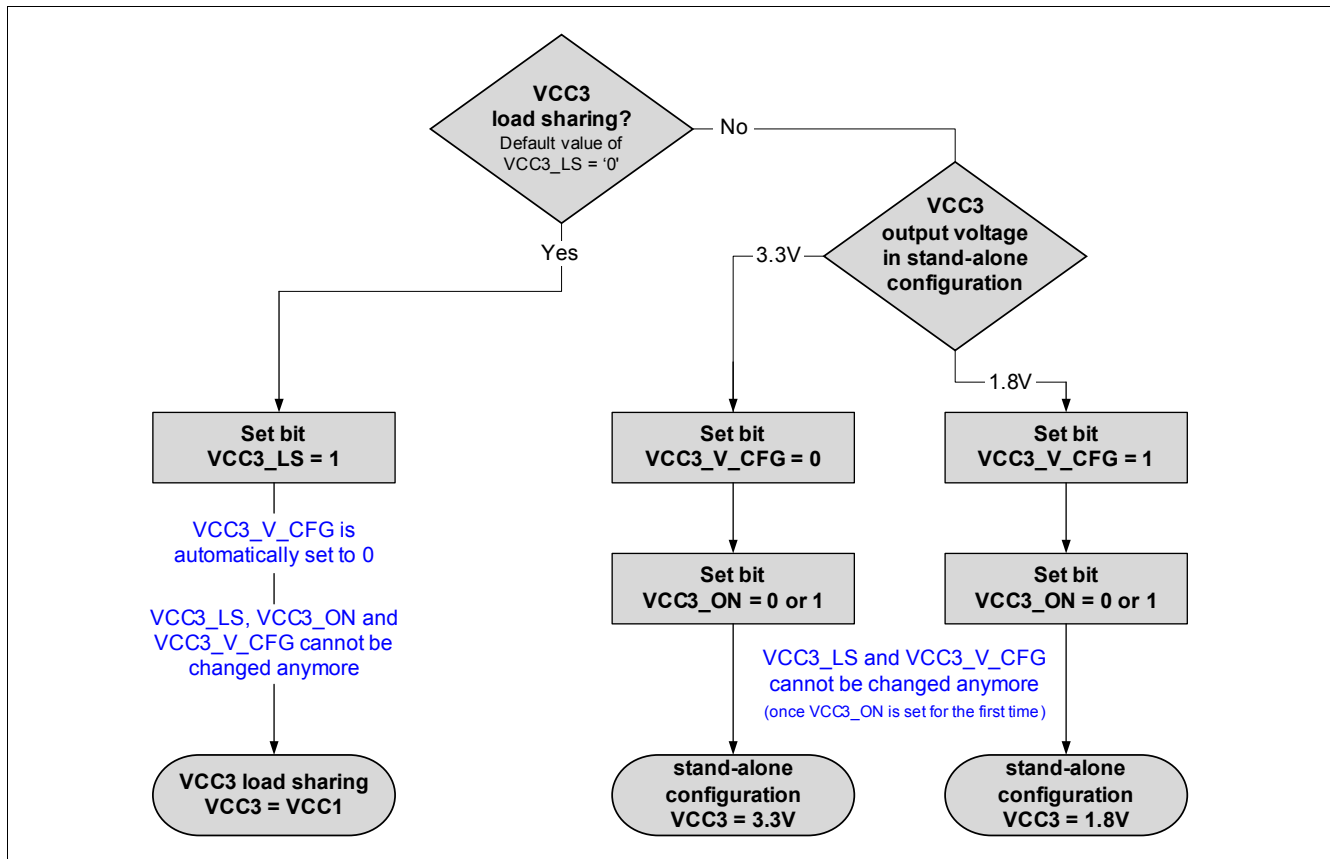 VCC3
load sharing?
Default value of
VCC3_LS = ‘0'
No
Yes
VCC3
output voltage
in stand-alone
configuration
3.3V
1.8V
Set bit
VCC3_LS = 1
VCC3_V_CFG is
automatically set to 0
VCC3_LS, VCC3_ON and
VCC3_V_CFG cannot be
changed anymore
VCC3 load sharing
VCC3 = VCC1
Set bit
VCC3_V_CFG = 0
Set bit
VCC3_ON = 0 or 1
Set bit
VCC3_V_CFG = 1
Set bit
VCC3_ON = 0 or 1
VCC3_LS and VCC3_V_CFG
cannot be changed anymore
(once VCC3_ON is set for the first time)
stand-alone
configuration
VCC3 = 3.3V
stand-alone
configuration
VCC3 = 1.8V